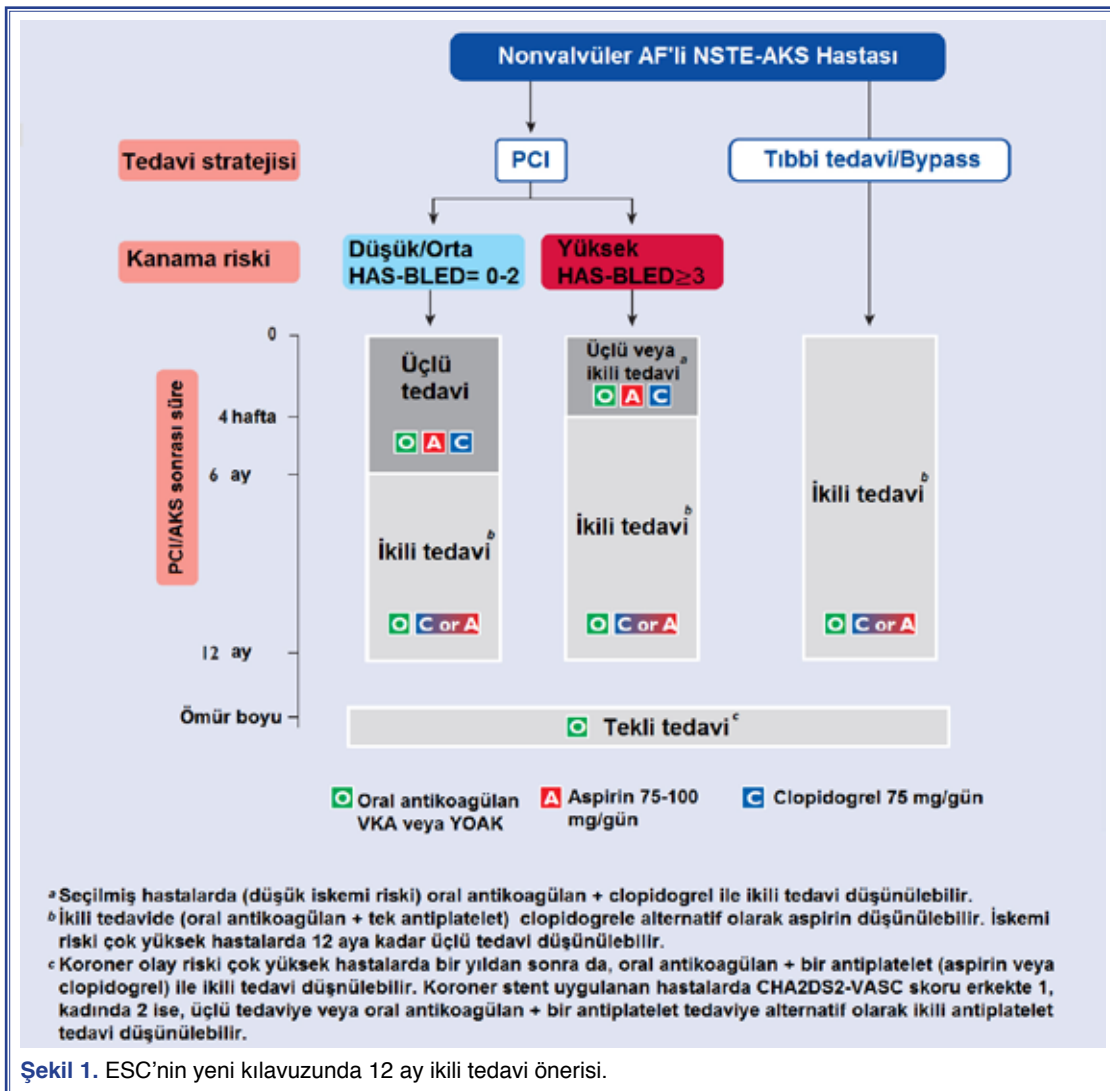 Nonvalvüler AF'li NSTE-AKS Hastası
Tedavi stratejisi
PCI
Tıbbi tedavi/Bypass
Kanama riski
Düşük/Orta
HAS-BLED= 0-2
Yüksek
HAS-BLED≥3
PCI/AKS sonrası süre
0
4 hafta
6 ay
12 ay
Ömür boyu
Üçlü
tedavi
O A C
İkili tedavi b
O C or A
Üçlü veya
ikili tedavi a
O A C
İkili tedavi b
O C or A
İkili tedavi b
O C or A
O Tekli tedavi c
O Oral antikoagülan
VKA veya YOAK
A Aspirin 75-100
mg/gün
C Clopidogrel 75 mg/gün
a Seçilmiş hastalarda (düşük iskemi riski) oral antikoagülan + clopidogrel ile ikili tedavi düşünülebilir.
b İkili tedavide (oral antikoagülan + tek antiplatelet) clopidogrele alternatif olarak aspirin düşünülebilir. İskemi
riski çok yüksek hastalarda 12 aya kadar üçlü tedavi düşünülebilir.
c Koroner olay riski çok yüksek hastalarda bir yıldan sonra da, oral antikoagülan + bir antiplatelet (aspirin veya
clopidogrel) ile ikili tedavi düşnülebilir. Koroner stent uygulanan hastalarda CHA2DS2-VASC skoru erkekte 1,
kadında 2 ise, üçlü tedaviye veya oral antikoagülan + bir antiplatelet tedaviye alternatif olarak ikili antiplatelet
tedavi düşünülebilir.
Şekil 1. ESC'nin yeni kılavuzunda 12 ay ikili tedavi önerisi.